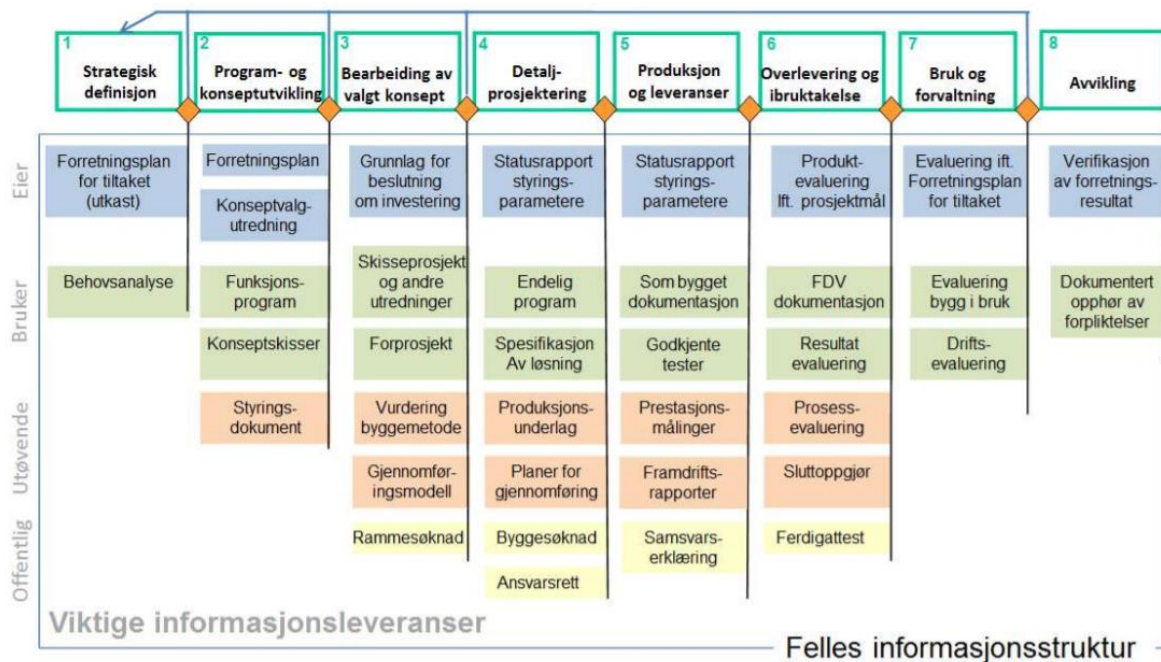 1
Strategisk
definisjon
2
Program- og
konseptutvikling
3
Bearbeiding av
valgt konsept
4
Detalj-
prosjektering
5
Produksjon
og leveranser
6
Overlevering og
ibruktakelse
7
Bruk og
forvaltning
8
Avvikling
Eier
Forretningsplan
for tiltaket
(utkast)
Forretningsplan
Konseptvalg-
utredning
Grunnlag for
beslutning
om investering
Statusrapport
styrings-
parametere
Statusrapport
styrings-
parametere
Produkt-
evaluering
Ift. prosjektmål
Evaluering ift.
Forretningsplan
for tiltaket
Verifikasjon
av forretnings-
resultat
Bruker
Behovsanalyse
Funksjons-
program
Konseptskisser
Skisseprosjekt
og andre
utredninger
Forprosjekt
Endelig
program
Spesifikasjon
Av løsning
Som bygget
dokumentasjon
Godkjente
tester
FDV
dokumentasjon
Resultat
evaluering
Evaluering
bygg i bruk
Drifts-
evaluering
Dokumentert
opphør av
forpliktelser
Utøvende
Styrings-
dokument
Vurdering
byggemetode
Gjennomfør-
ingsmodell
Produksjons-
underlag
Planer for
gjennomføring
Prestasjons-
målinger
Framdrifts-
rapporter
Prosess-
evaluering
Sluttoppgjør
Offentlig
Rammesøknad
Byggesøknad
Ansvarsrett
Samsvars-
erklæring
Ferdigattest
Viktige informasjonsleveranser
Felles informasjonsstruktur